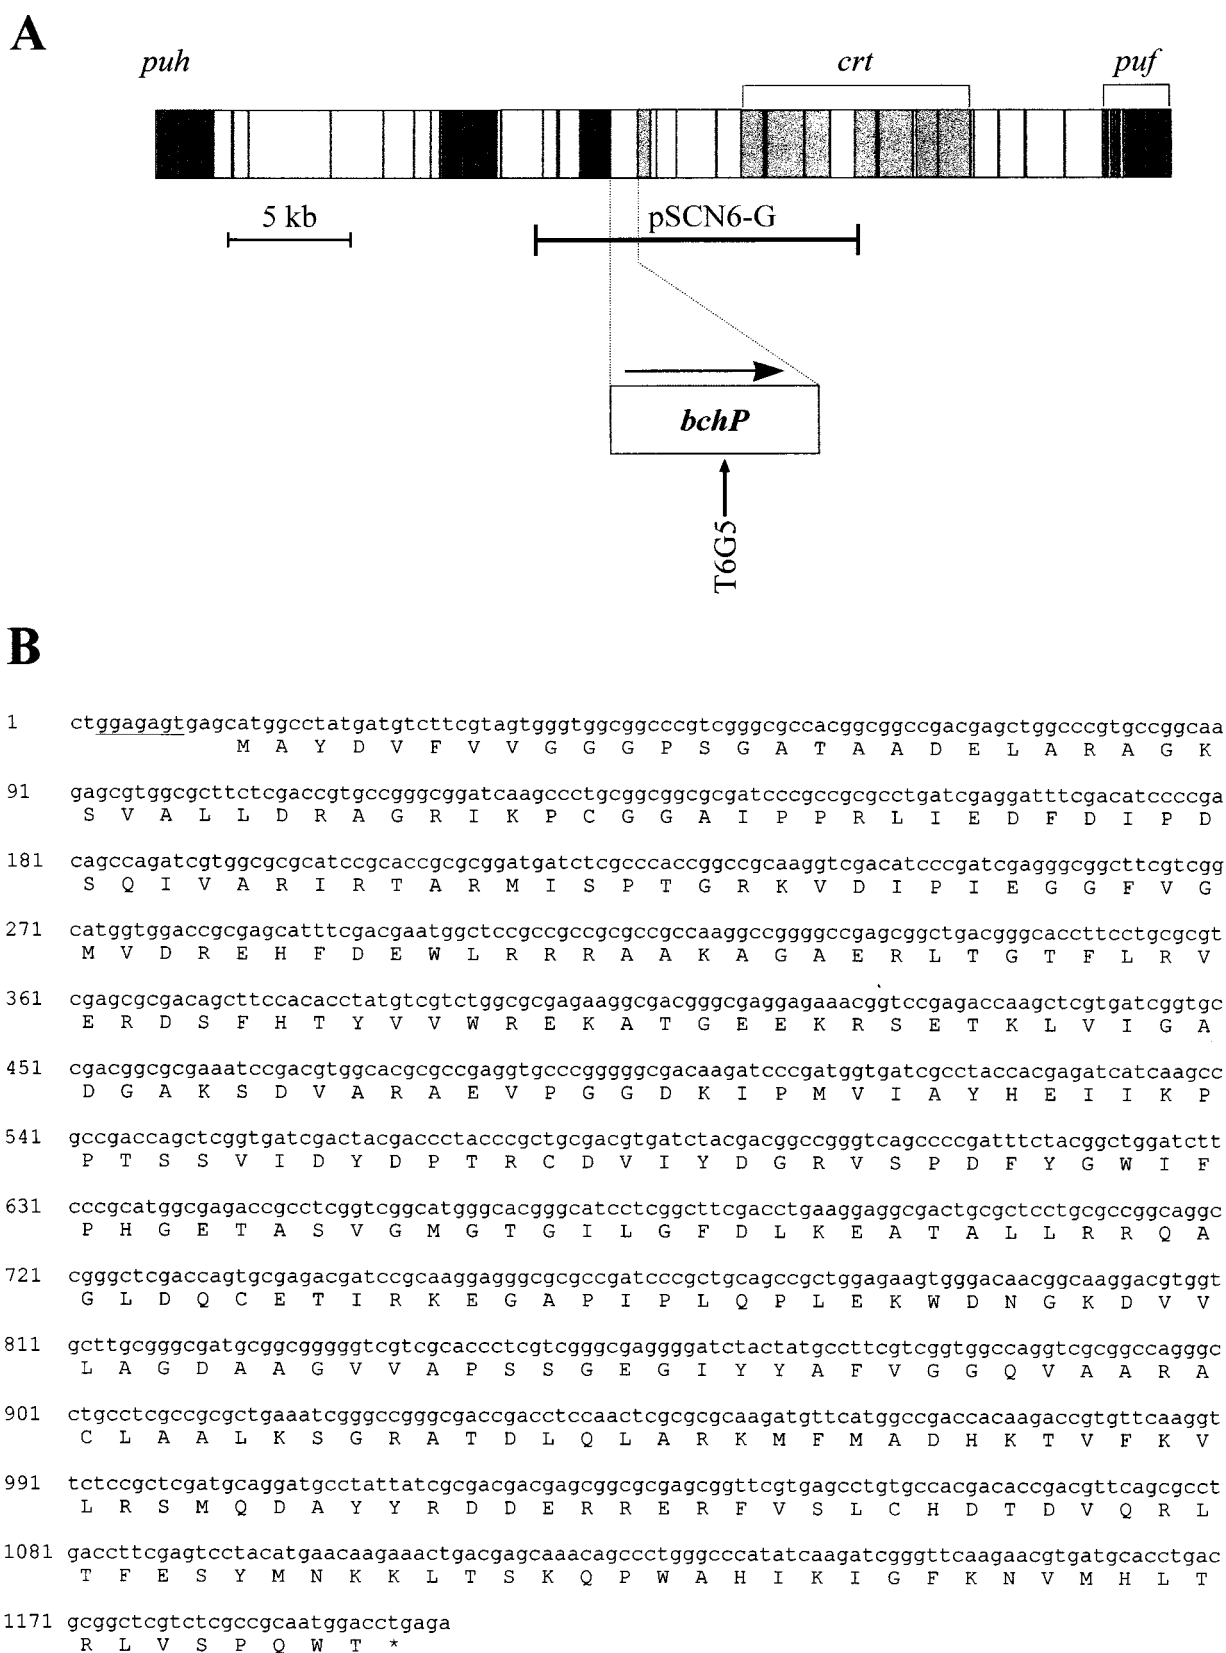 A
puh crt puf
5 kb pSCN6-G
bchP
T6G5
B
1 ctggagagtgagcatggcctatgatgtcttcgtagtgggtggcggcccgtcgggcgccacggcggccgacgagctggcccgtgccggcaa
M A Y D V F V V G G G P S G A T A A D E L A R A G K
91 gagcgtggcgcttctcgaccgtgccgggcggatcaagccctgcggcggcgcgatcccgccgcgcctgatcgaggatttcgacatccccga
S V A L L D R A G R I K P C G G A I P P R L I E D F D I P D
181 cagccagatcgtggcgcgcatccgcaccgcgcggatgatctcgcccaccggccgcaaggtcgacatcccgatcgagggcggcttcgtcgg
S Q I V A R I R T A R M I S P T G R K V D I P I E G G F V G
271 catggtggaccgcgagcatttcgacgaatggctccgccgccgcgccgccaaggccggggccgagcggctgacgggcaccttcctgcgcgt
M V D R E H F D E W L R R R A A K A G A E R L T G T F L R V
361 cgagcgcgacagcttccacacctatgtcgtctggcgcgagaaggcgacgggcgaggagaaacggtccgagaccaagctcgtgatcggtgc
E R D S F H T Y V V W R E K A T G E E K R S E T K L V I G A
451 cgacggcgcgaaatccgacgtggcacgcgccgaggtgcccgggggcgacaagatcccgatggtgatcgcctaccacgagatcatcaagcc
D G A K S D V A R A E V P G G D K I P M V I A Y H E I I K P
541 gccgaccagctcggtgatcgactacgaccctacccgctgcgacgtgatctacgacggccgggtcagccccgatttctacggctggatctt
P T S S V I D Y D P T R C D V I Y D G R V S P D F Y G W I F
631 cccgcatggcgagaccgcctcggtcggcatgggcacgggcatcctcggcttcgacctgaaggaggcgactgcgctcctgcgccggcaggc
P H G E T A S V G M G T G I L G F D L K E A T A L L R R Q A
721 cgggctcgaccagtgcgagacgatccgcaaggagggcgcgccgatcccgctgcagccgctggagaagtgggacaacggcaaggacgtggt
G L D Q C E T I R K E G A P I P L Q P L E K W D N G K D V V
811 gcttgcgggcgatgcggcgggggtcgtcgcaccctcgtcgggcgaggggatctactatgccttcgtcggtggccaggtcgcggccagggc
L A G D A A G V V A P S S G E G I Y Y A F V G G Q V A A R A
901 ctgcctcgccgcgctgaaatcgggccgggcgaccgacctccaactcgcgcgcaagatgttcatggccgaccacaagaccgtgttcaaggt
C L A A L K S G R A T D L Q L A R K M F M A D H K T V F K V
991 tctccgctcgatgcaggatgcctattatcgcgacgacgagcggcgcgagcggttcgtgagcctgtgccacgacaccgacgttcagcgcct
L R S M Q D A Y Y R D D E R R E R F V S L C H D T D V Q R L
1081 gaccttcgagtcctacatgaacaagaaactgacgagcaaacagccctgggcccatatcaagatcgggttcaagaacgtgatgcacctgac
T F E S Y M N K K L T S K Q P W A H I K I G F K N V M H L T
1171 gcggctcgtctcgccgcaatggacctgaga
R L V S P Q W T *